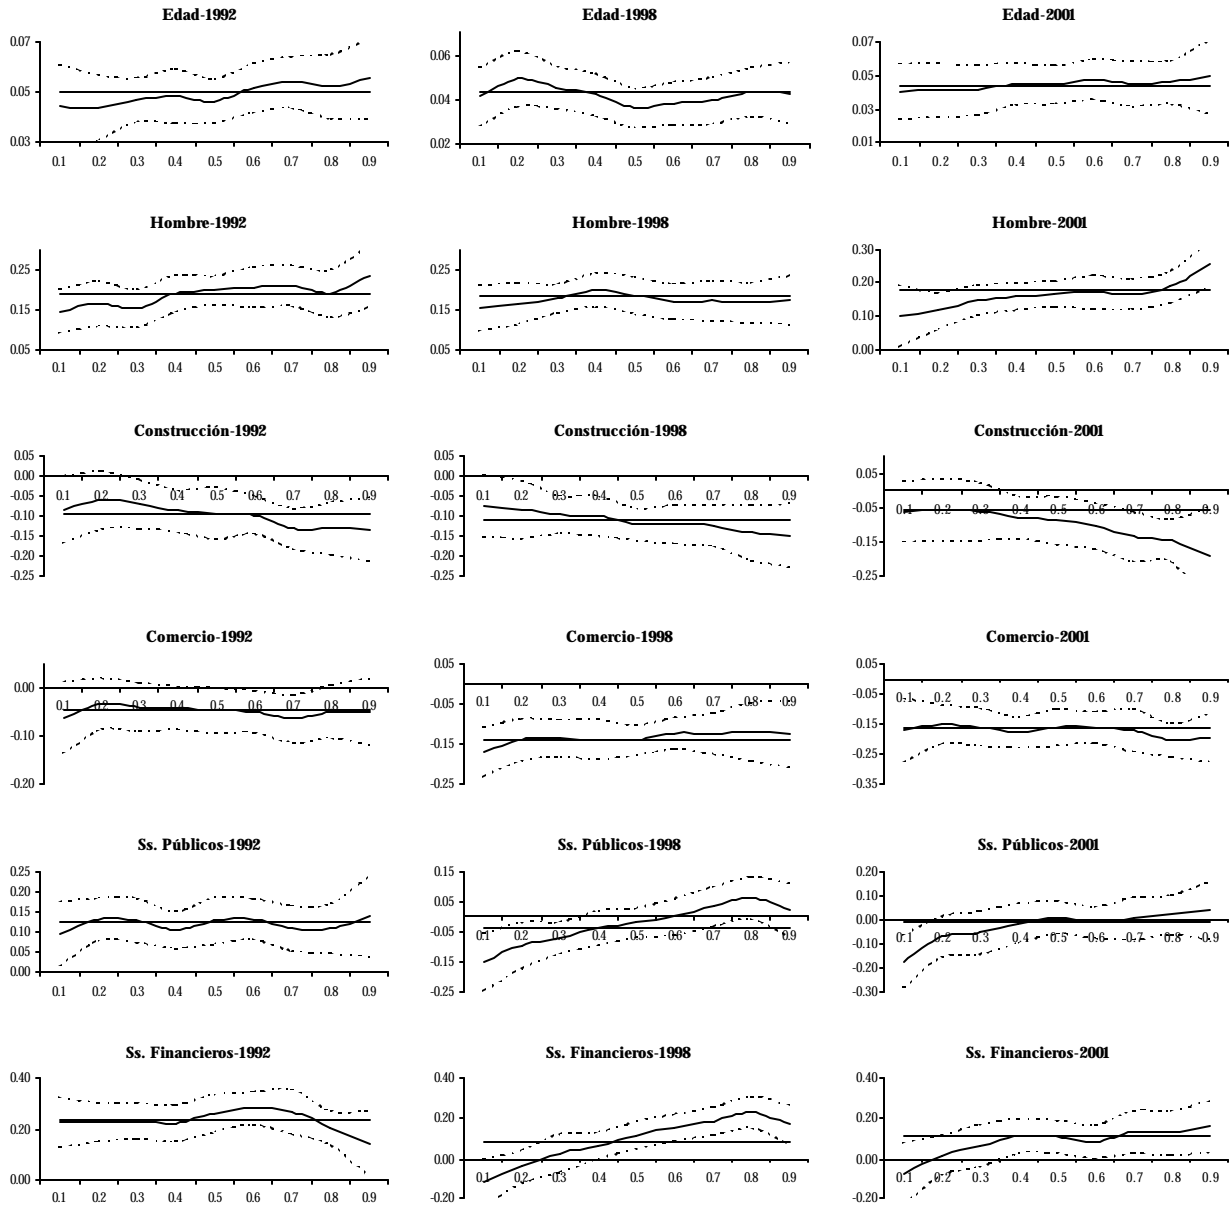 Edad-1992
0.07
0.05
0.03
0.1 0.2 0.3 0.4 0.5 0.6 0.7 0.8 0.9
Edad-1998
0.06
0.04
0.02
0.1 0.2 0.3 0.4 0.5 0.6 0.7 0.8 0.9
Edad-2001
0.07
0.05
0.03
0.01
0.1 0.2 0.3 0.4 0.5 0.6 0.7 0.8 0.9
Hombre-1992
0.25
0.15
0.05
0.1 0.2 0.3 0.4 0.5 0.6 0.7 0.8 0.9
Hombre-1998
0.25
0.15
0.05
0.1 0.2 0.3 0.4 0.5 0.6 0.7 0.8 0.9
Hombre-2001
0.30
0.20
0.10
0.00
0.1 0.2 0.3 0.4 0.5 0.6 0.7 0.8 0.9
Construcción-1992
0.05
0.00
-0.05
-0.10
-0.15
-0.20
-0.25
0.1 0.2 0.3 0.4 0.5 0.6 0.7 0.8 0.9
Construcción-1998
0.05
0.00
-0.05
-0.10
-0.15
-0.20
-0.25
0.1 0.2 0.3 0.4 0.5 0.6 0.7 0.8 0.9
Construcción-2001
0.05
-0.05
-0.15
-0.25
0.1 0.2 0.3 0.4 0.5 0.6 0.7 0.8 0.9
Comercio-1992
0.00
-0.10
-0.20
0.1 0.2 0.3 0.4 0.5 0.6 0.7 0.8 0.9
Comercio-1998
0.05
-0.05
-0.15
-0.25
0.1 0.2 0.3 0.4 0.5 0.6 0.7 0.8 0.9
Comercio-2001
0.05
-0.05
-0.15
-0.25
-0.35
0.1 0.2 0.3 0.4 0.5 0.6 0.7 0.8 0.9
Ss. Públicos-1992
0.25
0.20
0.15
0.10
0.05
0.00
0.1 0.2 0.3 0.4 0.5 0.6 0.7 0.8 0.9
Ss. Públicos-1998
0.15
0.05
-0.05
-0.15
-0.25
0.1 0.2 0.3 0.4 0.5 0.6 0.7 0.8 0.9
Ss. Públicos-2001
0.20
0.10
0.00
-0.10
-0.20
-0.30
0.1 0.2 0.3 0.4 0.5 0.6 0.7 0.8 0.9
Ss. Financieros-1992
0.40
0.20
0.00
0.1 0.2 0.3 0.4 0.5 0.6 0.7 0.8 0.9
Ss. Financieros-1998
0.40
0.20
0.00
-0.20
0.1 0.2 0.3 0.4 0.5 0.6 0.7 0.8 0.9
Ss. Financieros-2001
0.40
0.20
0.00
-0.20
0.1 0.2 0.3 0.4 0.5 0.6 0.7 0.8 0.9